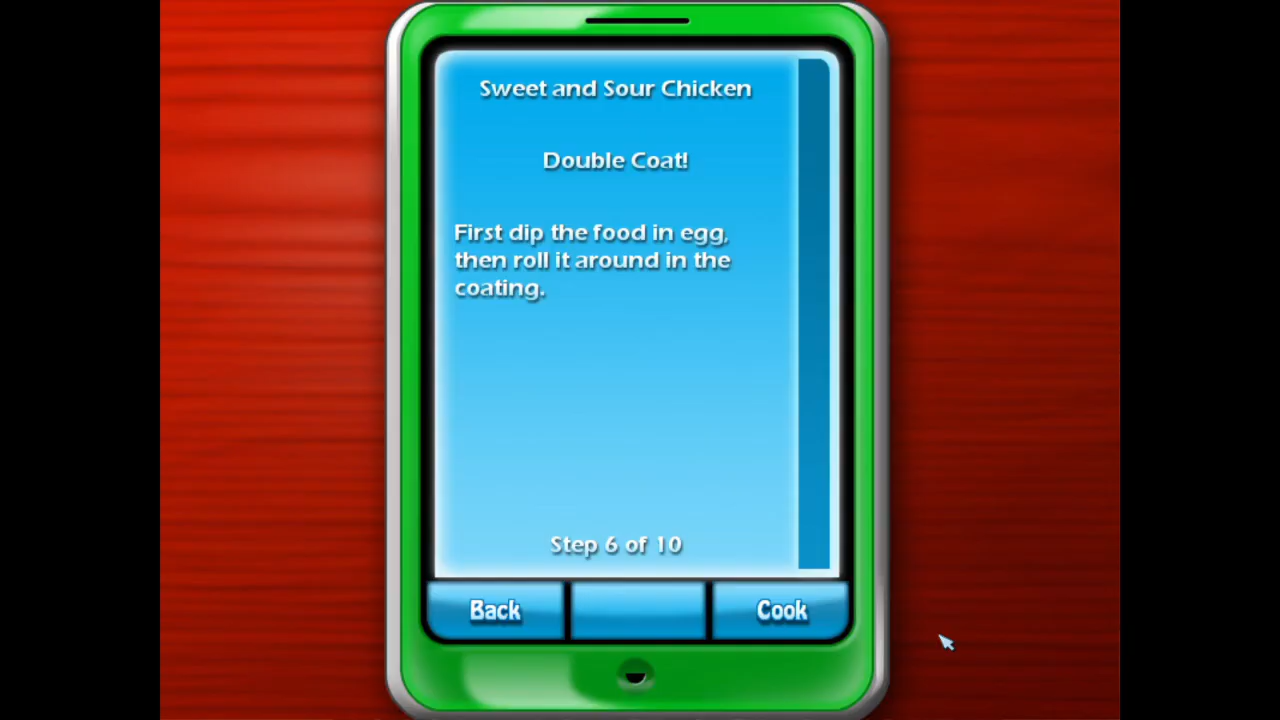 Sweet and Sour Chicken
Double Coat!
First dip the food in egg,
then roll it around in the
coating.
Step 6 of 10
Back
Cook